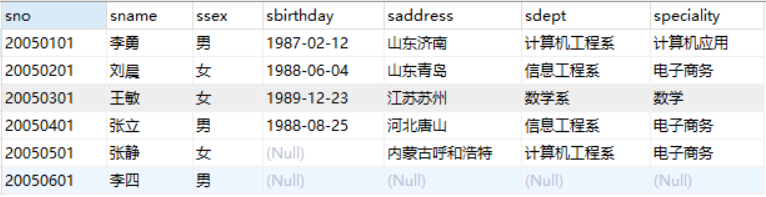 sno sname ssex sbirthday saddress sdept speciality
20050101 李勇 男 1987-02-12 山东济南 计算机工程系 计算机应用
20050201 刘晨 女 1988-06-04 山东青岛 信息工程系 电子商务
20050301 王敏 女 1989-12-23 江苏苏州 数学系 数学
20050401 张立 男 1988-08-25 河北唐山 信息工程系 电子商务
20050501 张静 女 (Null) 内蒙古呼和浩特 计算机工程系 电子商务
20050601 李四 男 (Null) (Null) (Null) (Null)